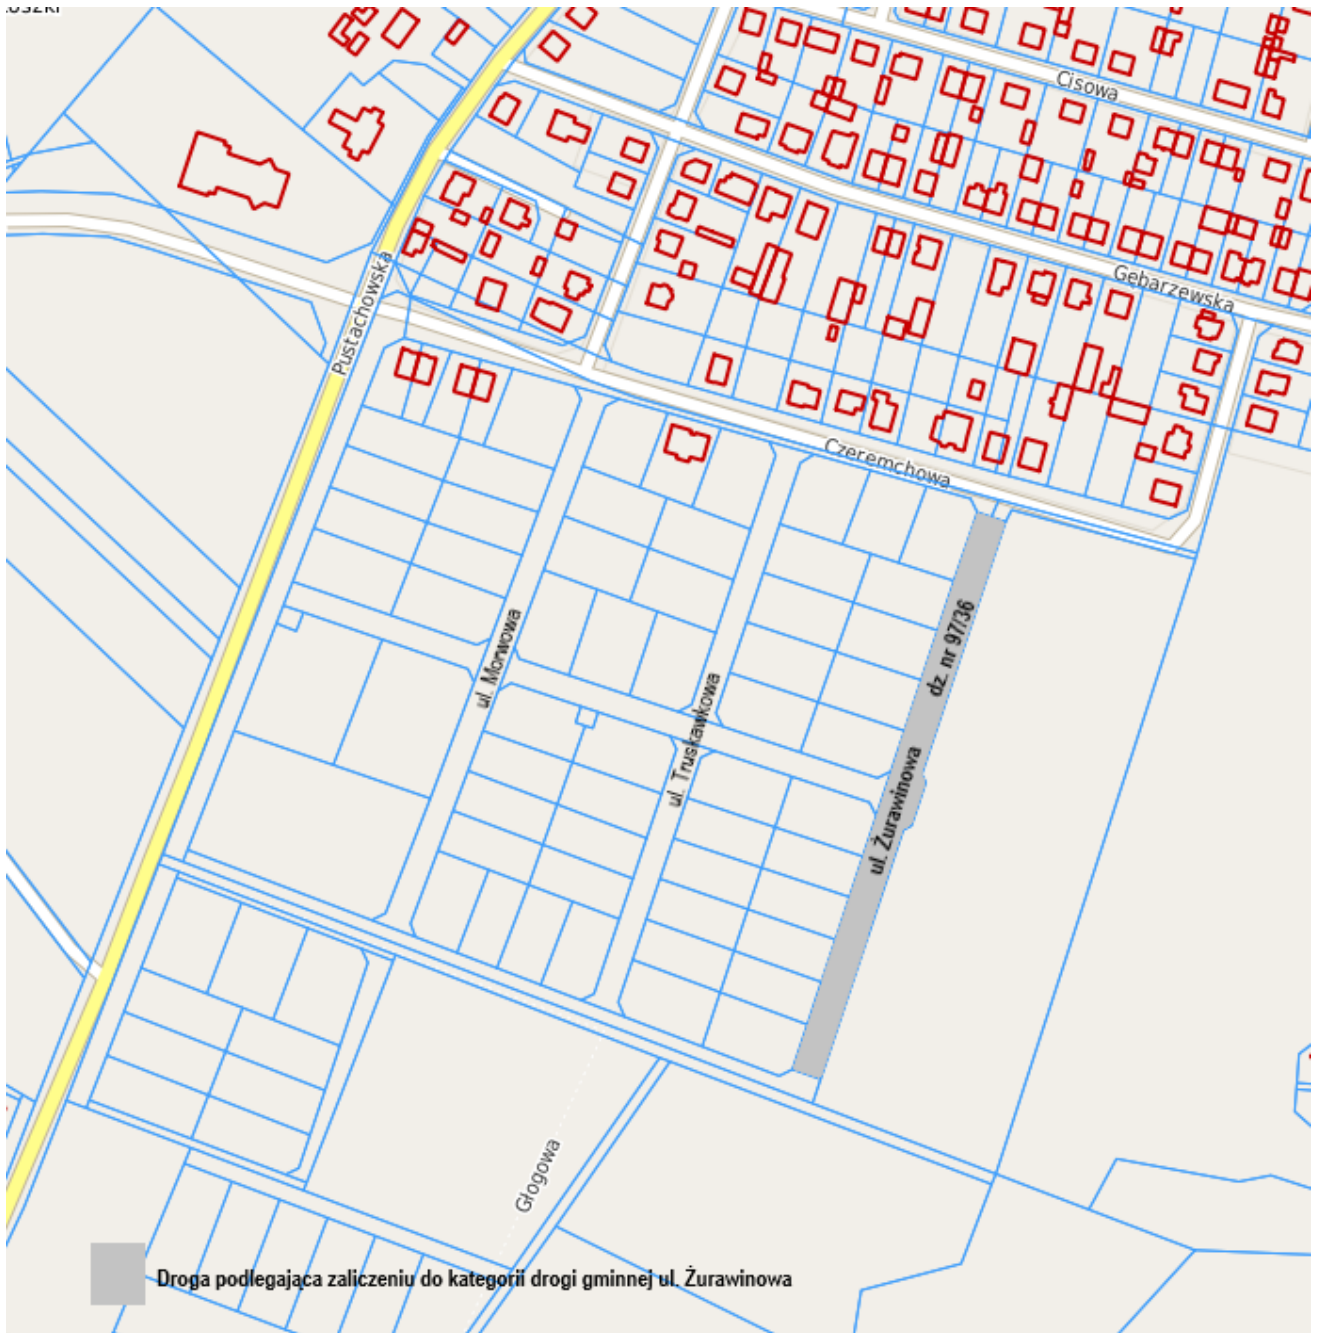 Cisowa
Gębarzewska
Pustachowska
Czeremchowa
dz. nr 97/36
ul. Morwowa
ul. Truskawkowa
ul. Żurawinowa
Głogowa
Droga podlegająca zaliczeniu do kategorii drogi gminnej ul. Żurawinowa